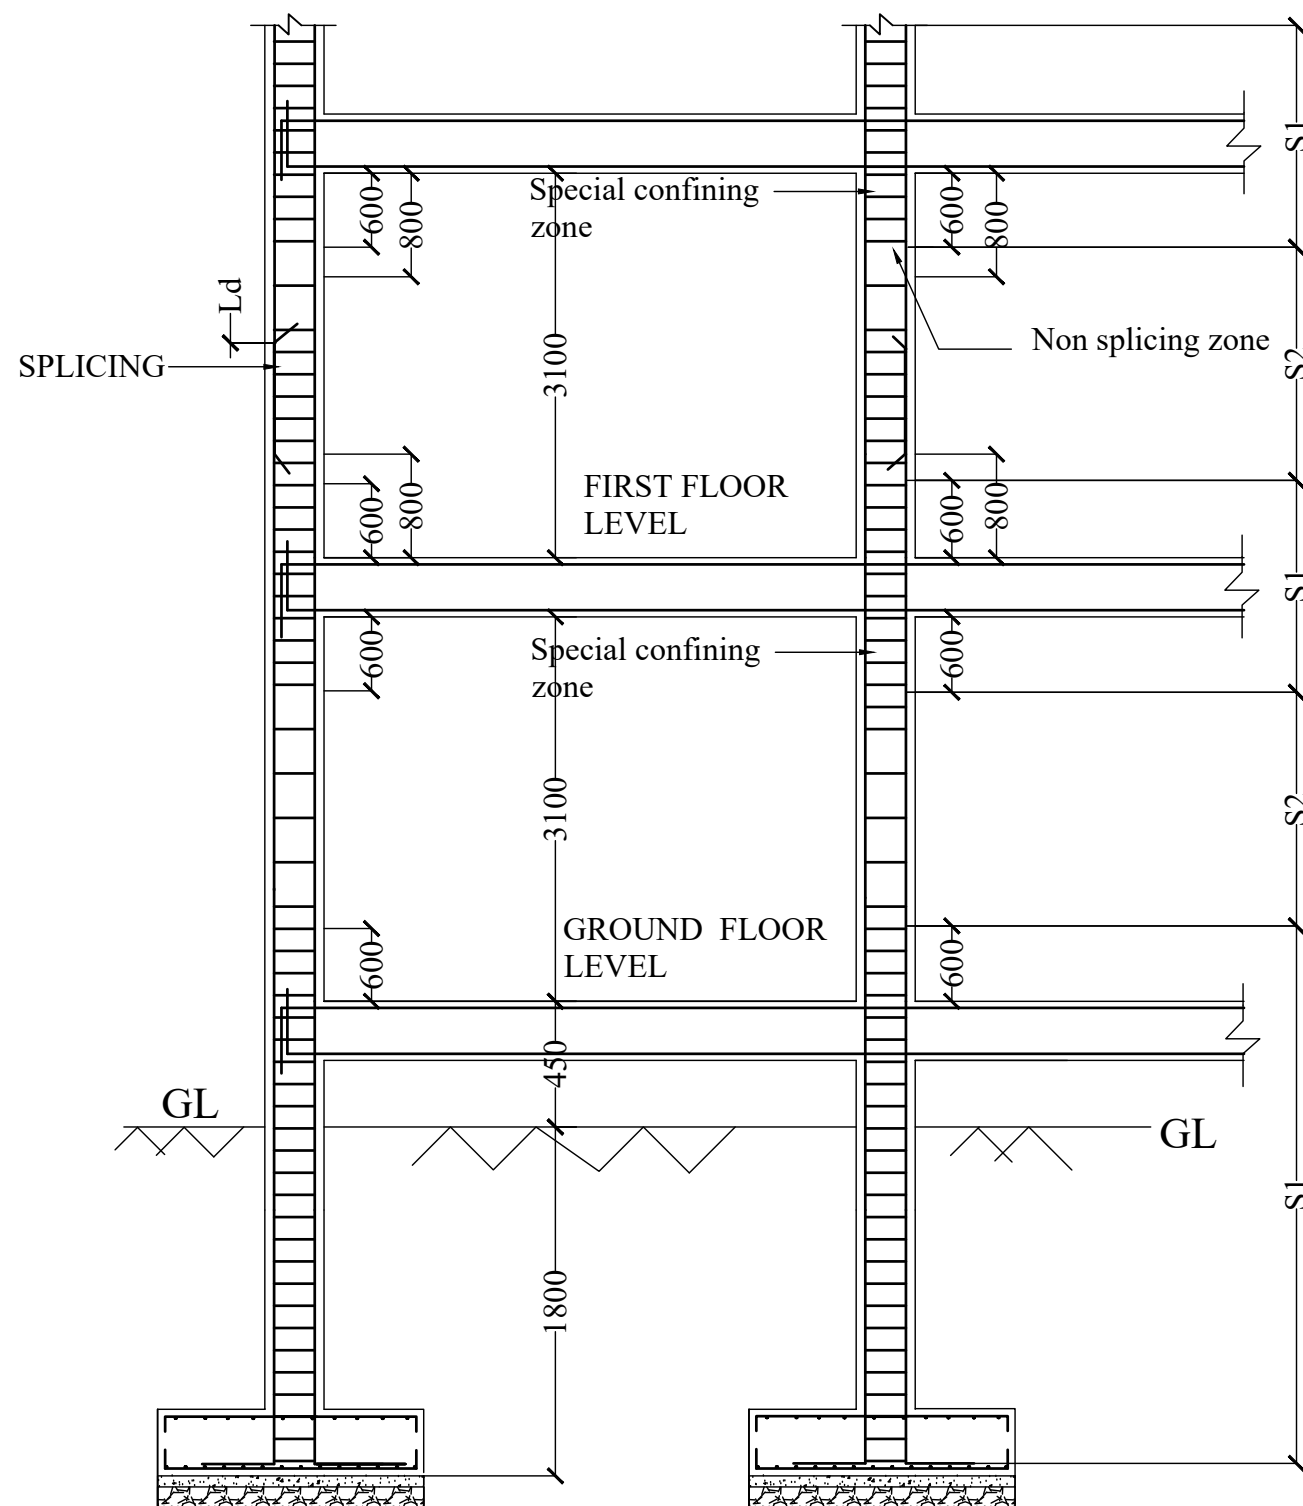 S1
Special confining
zone
600
800
600
800
Ld
3100
Non splicing zone
SPLICING
S2
FIRST FLOOR
LEVEL
600
800
600
800
S1
Special confining
zone
600
600
3100
S2
GROUND FLOOR
LEVEL
600
600
450
GL
GL
S1
1800